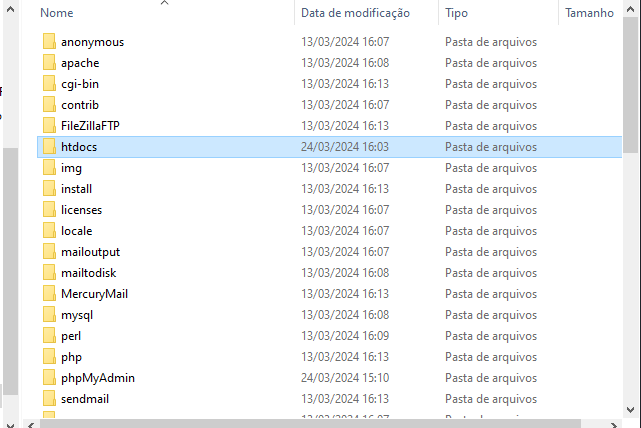 Nome Data de modificação Tipo Tamanho
anonymous 13/03/2024 16:07 Pasta de arquivos
apache 13/03/2024 16:08 Pasta de arquivos
cgi-bin 13/03/2024 16:13 Pasta de arquivos
contrib 13/03/2024 16:07 Pasta de arquivos
FileZillaFTP 13/03/2024 16:13 Pasta de arquivos
htdocs 24/03/2024 16:03 Pasta de arquivos
img 13/03/2024 16:07 Pasta de arquivos
install 13/03/2024 16:13 Pasta de arquivos
licenses 13/03/2024 16:07 Pasta de arquivos
locale 13/03/2024 16:07 Pasta de arquivos
mailoutput 13/03/2024 16:07 Pasta de arquivos
mailtodisk 13/03/2024 16:08 Pasta de arquivos
MercuryMail 13/03/2024 16:13 Pasta de arquivos
mysql 13/03/2024 16:08 Pasta de arquivos
perl 13/03/2024 16:09 Pasta de arquivos
php 13/03/2024 16:13 Pasta de arquivos
phpMyAdmin 24/03/2024 15:10 Pasta de arquivos
sendmail 13/03/2024 16:13 Pasta de arquivos